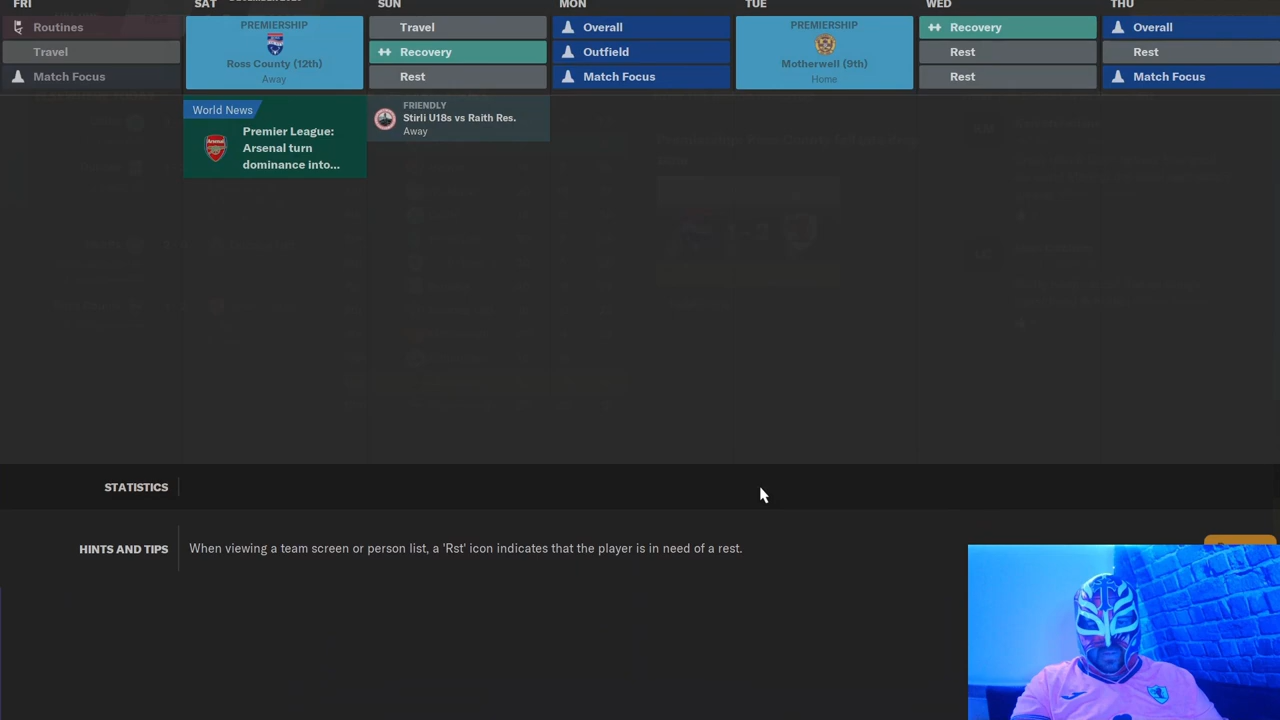 FRI
SAT
SUN
MON
TUE
WED
THU
Routines
Travel
Match Focus
PREMIERSHIP
Ross County (12th)
Away
World News
Premier League:
Arsenal turn
dominance into...
Travel
Recovery
Rest
FRIENDLY
Stirli U18s vs Raith Res.
Away
Overall
Outfield
Match Focus
PREMIERSHIP
Motherwell (9th)
Home
Recovery
Rest
Rest
Overall
Rest
Match Focus
STATISTICS
HINTS AND TIPS
When viewing a team screen or person list, a 'Rst' icon indicates that the player is in need of a rest.